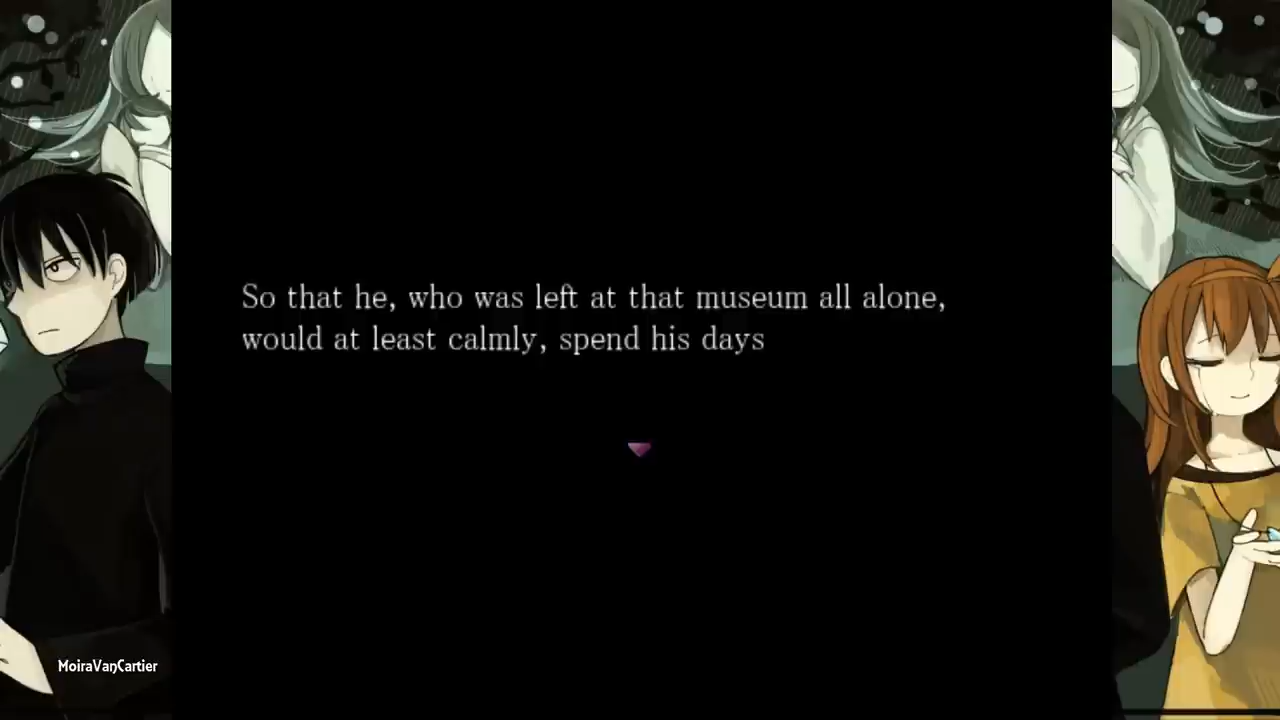 So that he, who was left at that museum all alone,
would at least calmly, spend his days
MoiraVanCartier